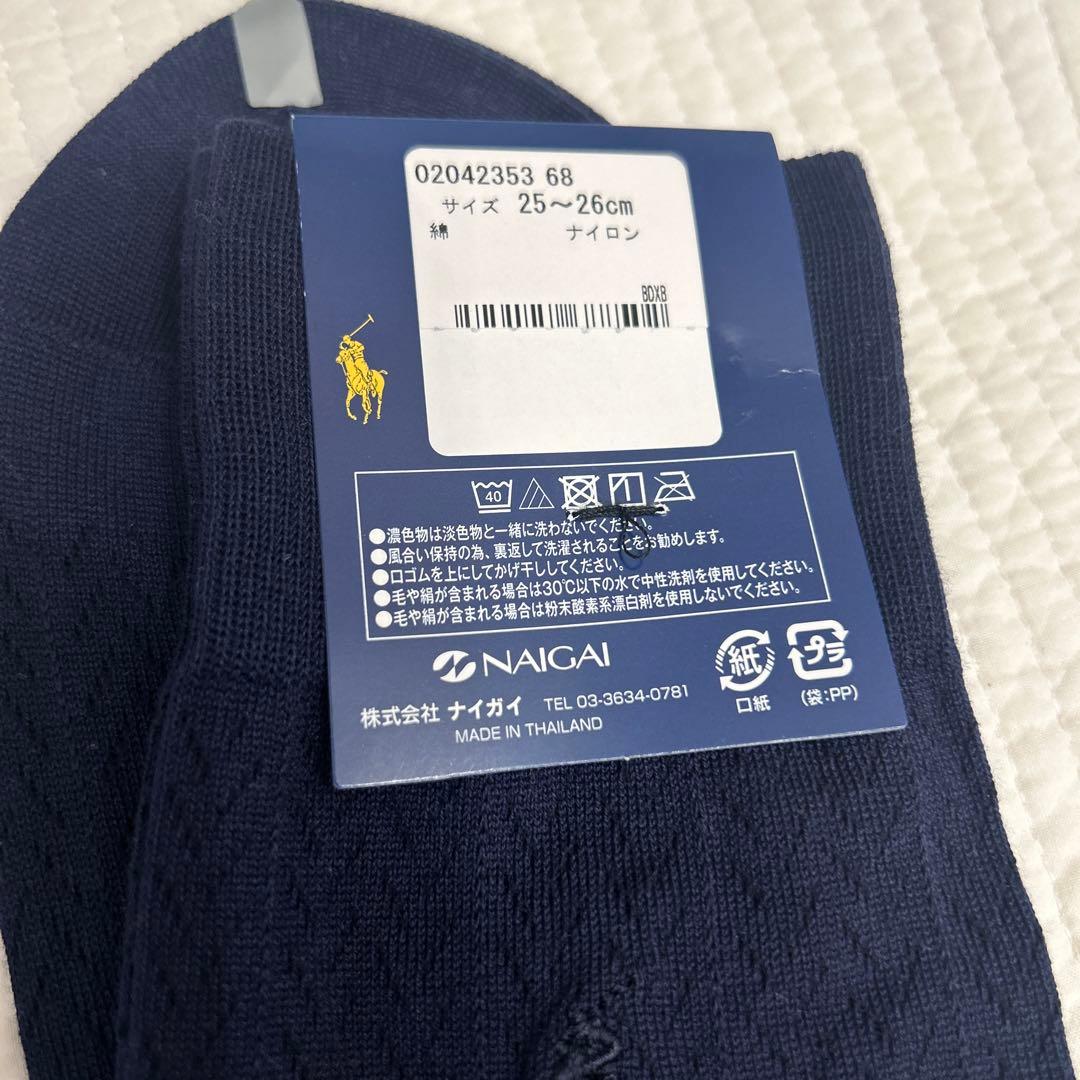 02042353 68
サイズ 25～26cm
綿 ナイロン
BDXB
40
●濃色物は淡色物と一緒に洗わないでください。
●風合い保持の為、裏返して洗濯されることをお勧めします。
●口ゴムを上にしてかげ干ししてください。
●毛や絹が含まれる場合は30℃以下の水で中性洗剤を使用してください。
●毛や絹が含まれる場合は粉末酸素系漂白剤を使用しないでください。
NAIGAI
株式会社 ナイガイ TEL 03-3634-0781
MADE IN THAILAND
紙
口紙
プラ
(袋:PP)